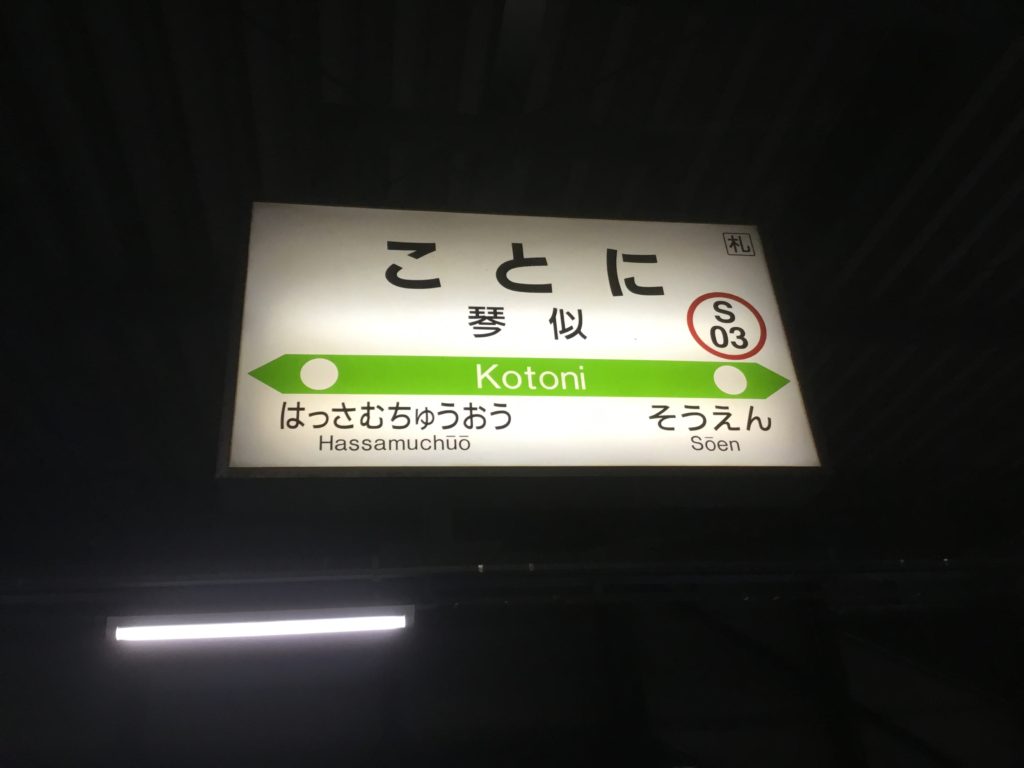 札
ことに
琴似
S
03
Kotoni
はっさむちゅうおう
Hassamuchūō
そうえん
Sōen